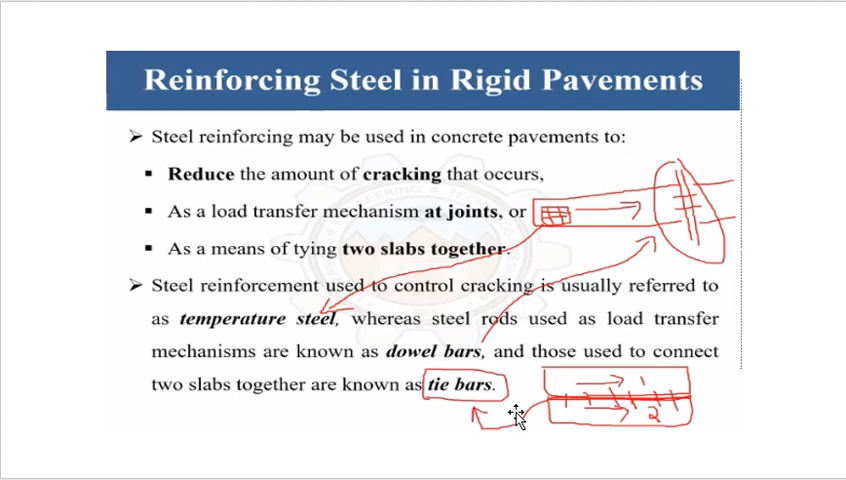 Reinforcing Steel in Rigid Pavements
➢ Steel reinforcing may be used in concrete pavements to:
▪ Reduce the amount of cracking that occurs,
▪ As a load transfer mechanism at joints, or
▪ As a means of tying two slabs together.
➢ Steel reinforcement used to control cracking is usually referred to
as temperature steel, whereas steel rods used as load transfer
mechanisms are known as dowel bars, and those used to connect
two slabs together are known as tie bars.
1
2